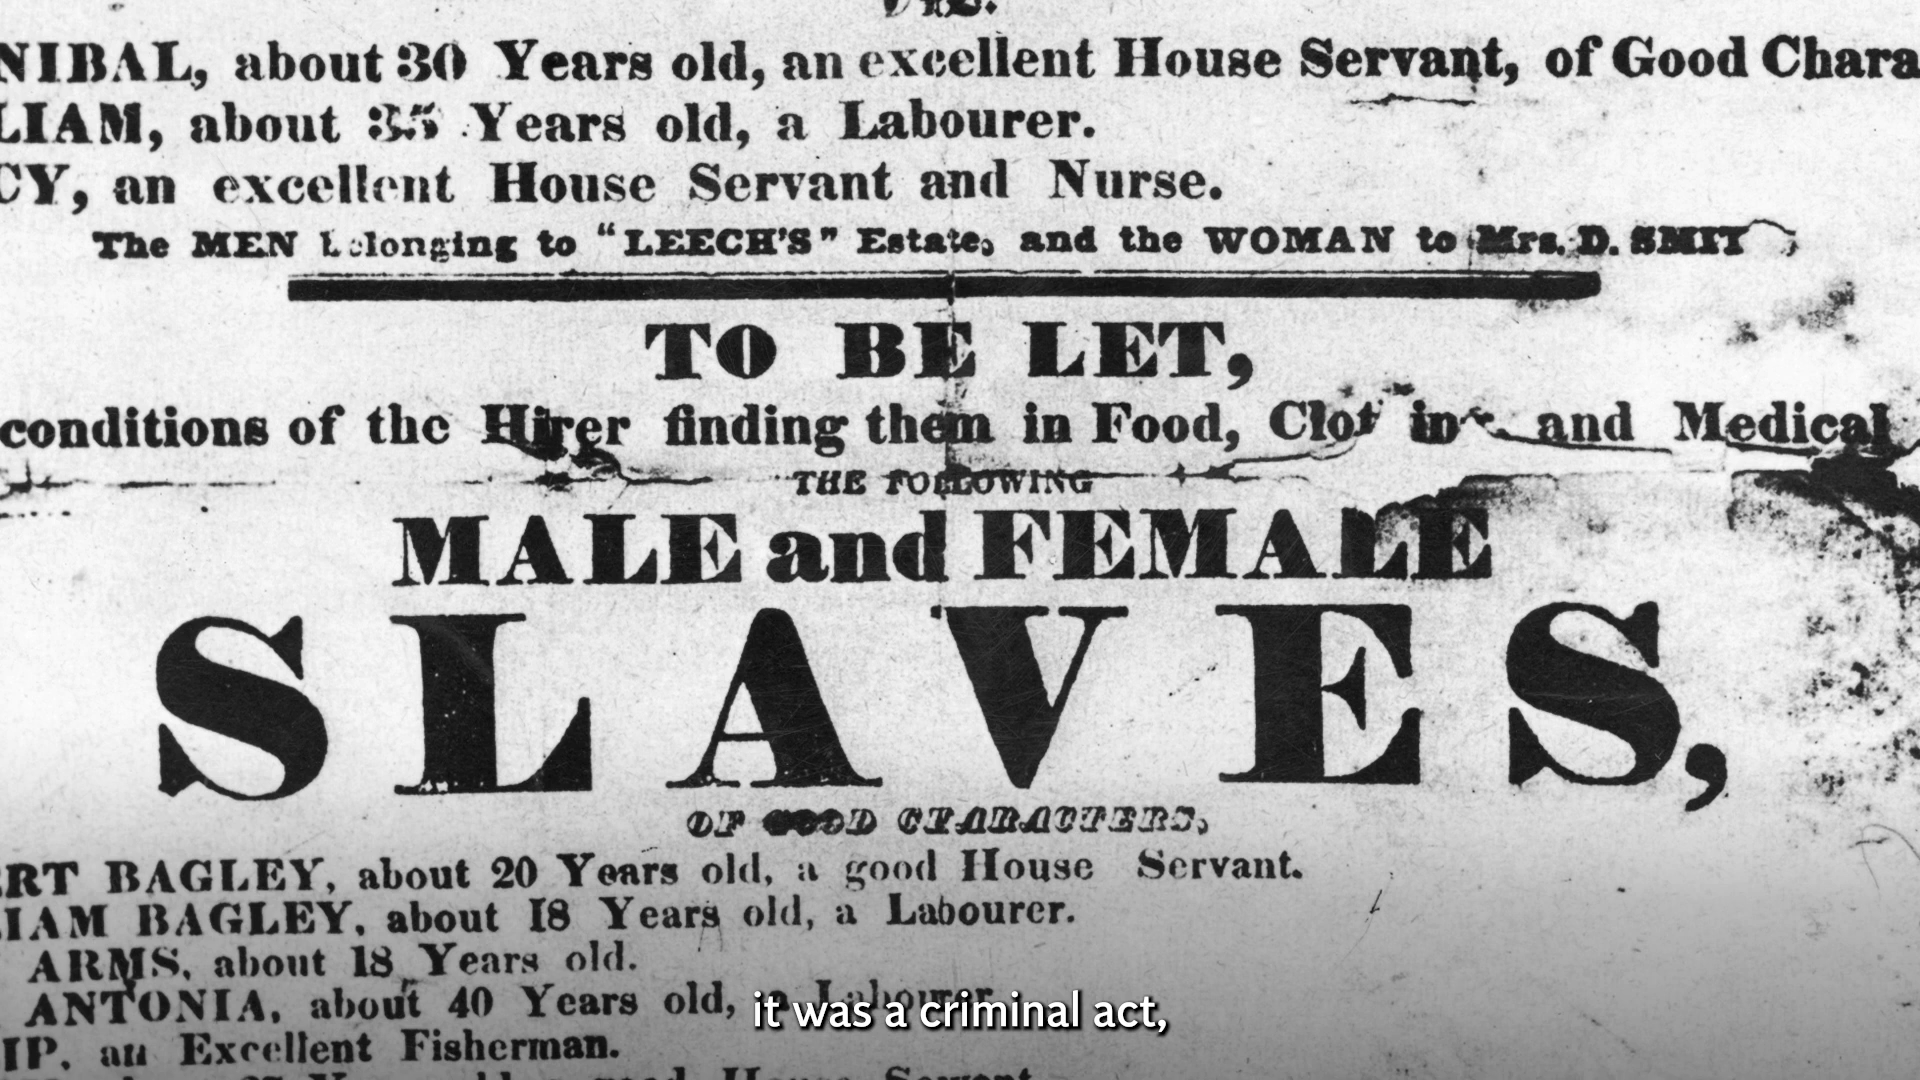 NIBAL, about 30 Years old, an excellent House Servant, of Good Chara
LIAM, about 35 Years old, a Labourer.
CY, an excellent House Servant and Nurse.
The MEN belonging to "LEECH'S" Estate, and the WOMAN to Mrs. D. SMIT
TO BE LET,
conditions of the Hirer finding them in Food, Clot in and Medical
THE FOLLOWING
MALE and FEMALE
SLAVES,
OF GOOD CHARACTERS,
RT BAGLEY, about 20 Years old, a good House Servant.
IAM BAGLEY, about 18 Years old, a Labourer.
ARMS, about 18 Years old.
ANTONIA, about 40 Years old, a Labourer
it was a criminal act,
IP, an Excellent Fisherman.